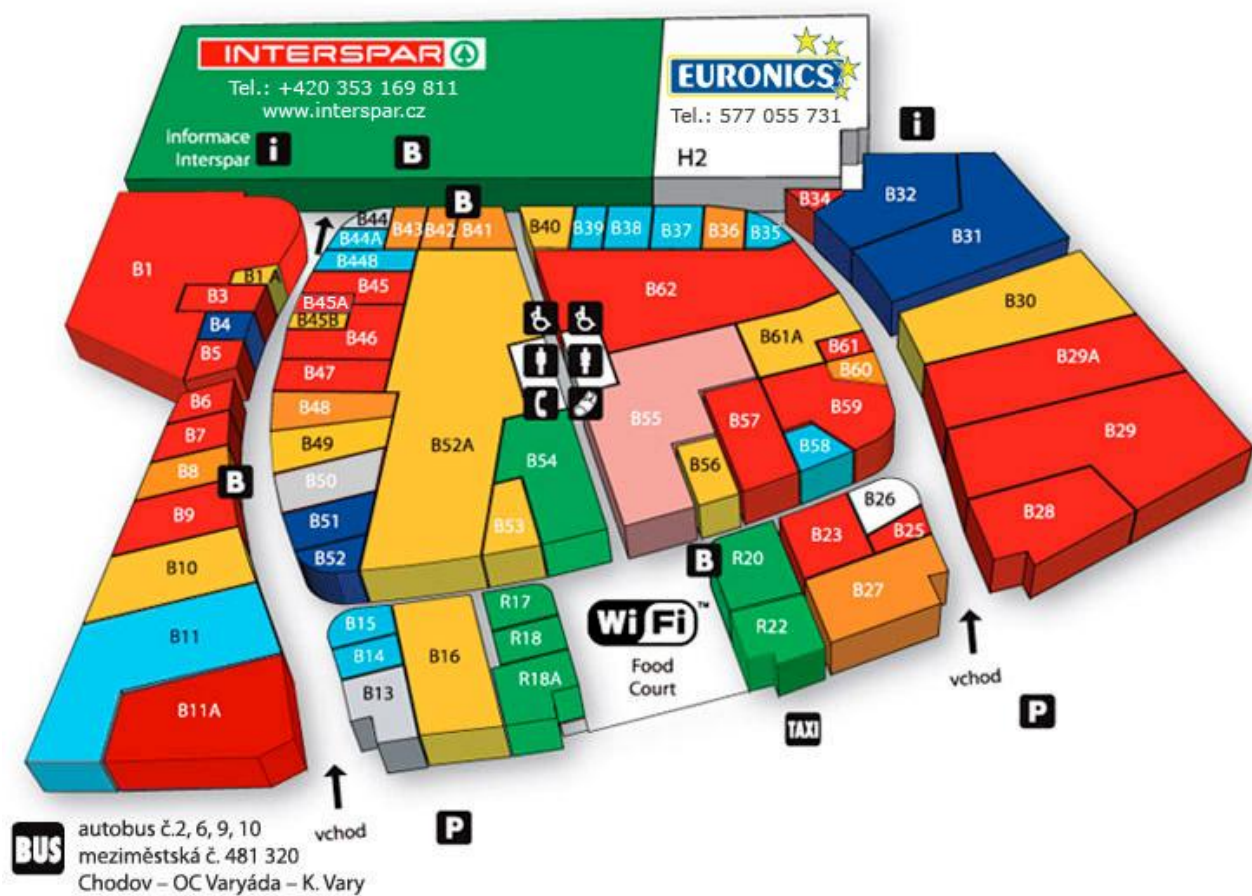 INTERSPAR
Tel.: +420 353 169 811
www.interspar.cz
informace
Interspar
i
B
EURONICS
Tel.: 577 055 731
H2
i
B1
B1 A
B3
B4
B5
B6
B7
B8
B
B9
B10
B11
B11A
B44
B43
B42
B41
B
B44A
B44B
B45
B45A
B45B
B46
B47
B48
B49
B50
B51
B52
B52A
B53
B54
B40
B39
B38
B37
B36
B35
B34
B32
B31
B62
B61A
B61
B60
B59
B58
B57
B56
B55
B30
B29A
B29
B28
B15
B14
B13
B16
R17
R18
R18A
WiFi™
Food
Court
B
R20
R22
B23
B26
B25
B27
TAXI
vchod
P
vchod
P
BUS
autobus č.2, 6, 9, 10
meziměstská č. 481 320
Chodov – OC Varyáda – K. Vary